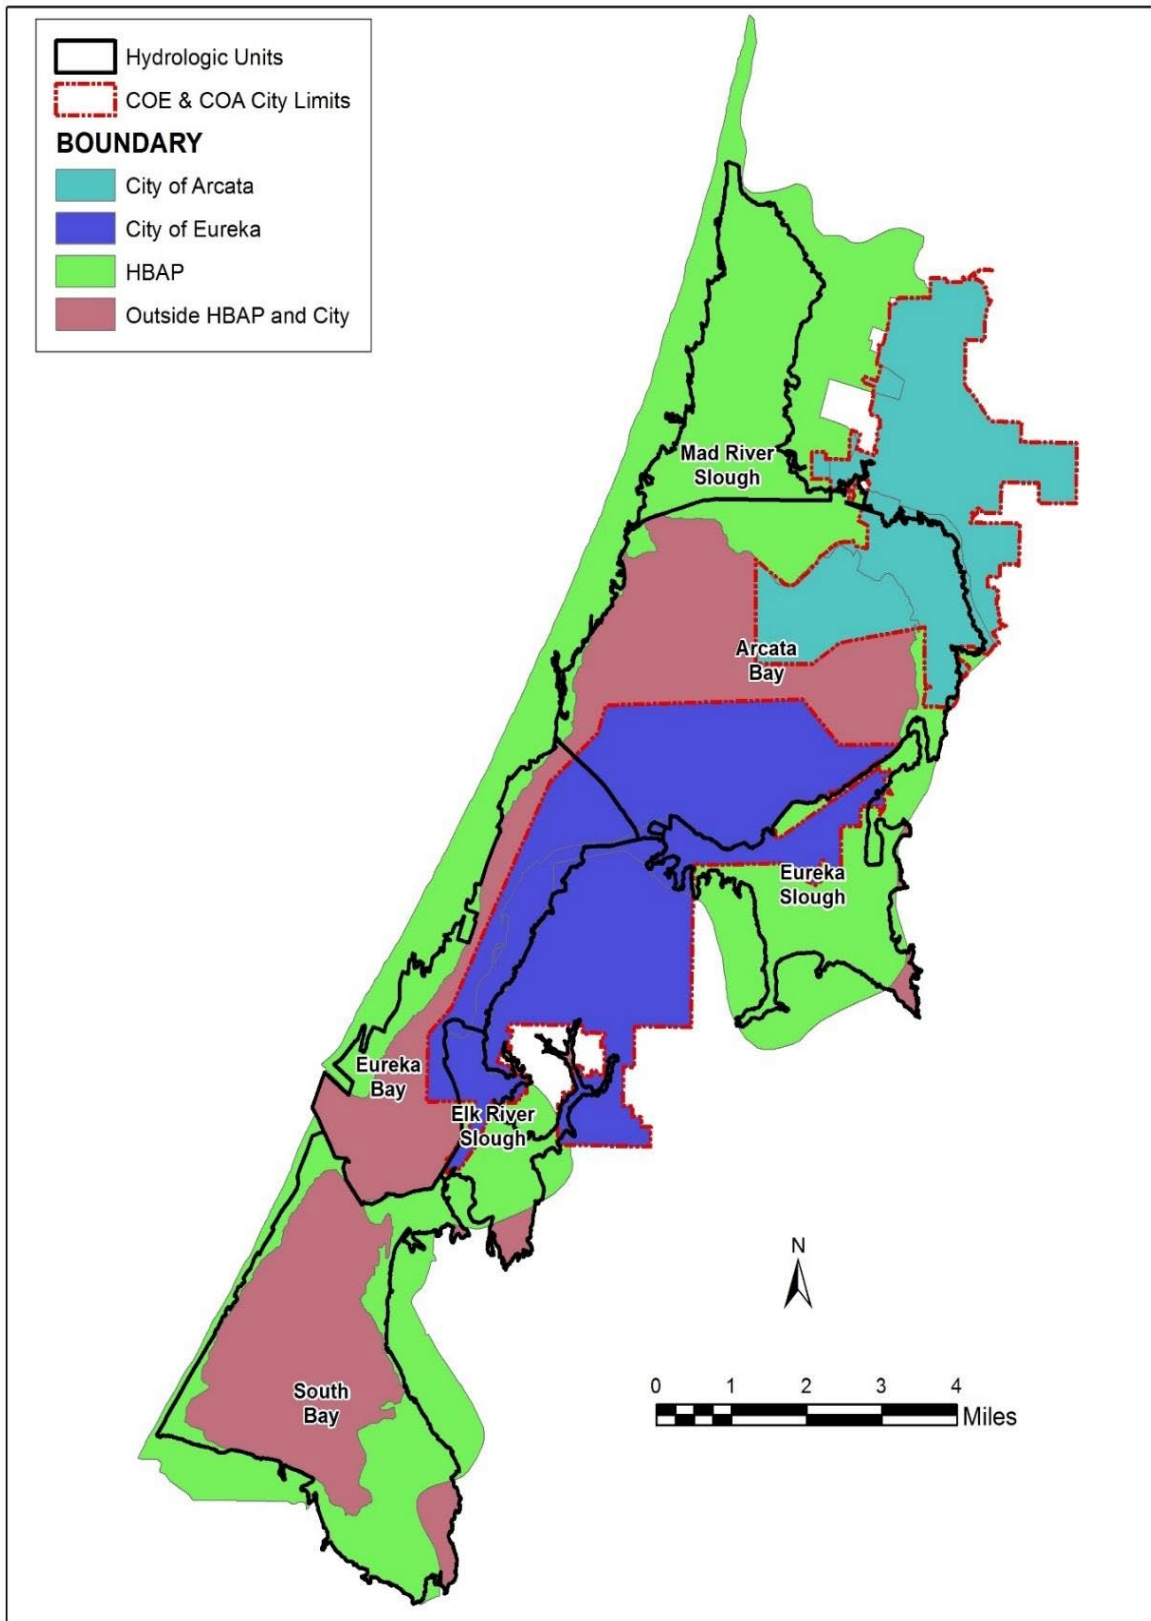 Hydrologic Units
COE & COA City Limits
BOUNDARY
City of Arcata
City of Eureka
HBAP
Outside HBAP and City
Mad River
Slough
Arcata
Bay
Eureka
Slough
Eureka
Bay
Elk River
Slough
South
Bay
N
0 1 2 3 4
Miles